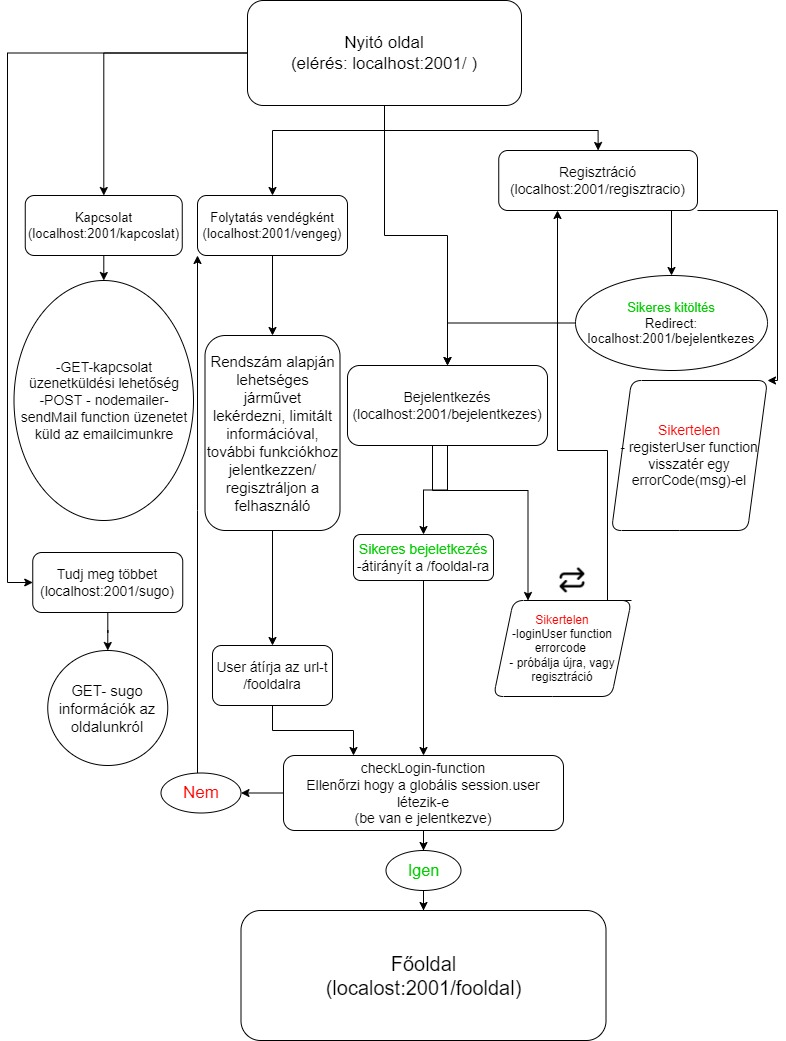 Nyitó oldal
(elérés: localhost:2001/ )
Regisztráció
(localhost:2001/regisztracio)
Kapcsolat
(localhost:2001/kapcoslat)
Folytatás vendégként
(localhost:2001/vengeg)
Sikeres kitöltés
Redirect:
localhost:2001/bejelentkezes
-GET-kapcsolat
üzenetküldési lehetőség
-POST - nodemailer-
sendMail function üzenetet
küld az emailcimunkre
Rendszám alapján
lehetséges
járművet
lekérdezni, limitált
információval,
további funkciókhoz
jelentkezzen/
regisztráljon a
felhasználó
Bejelentkezés
(localhost:2001/bejelentkezes)
Sikertelen
- registerUser function
visszatér egy
errorCode(msg)-el
Sikeres bejeletkezés
-átirányít a /fooldal-ra
Tudj meg többet
(localhost:2001/sugo)
Sikertelen
-loginUser function
errorcode
- próbálja újra, vagy
regisztráció
GET- sugo
információk az
oldalunkról
User átírja az url-t
/fooldalra
checkLogin-function
Ellenőrzi hogy a globális session.user
létezik-e
(be van e jelentkezve)
Nem
Igen
Főoldal
(localost:2001/fooldal)